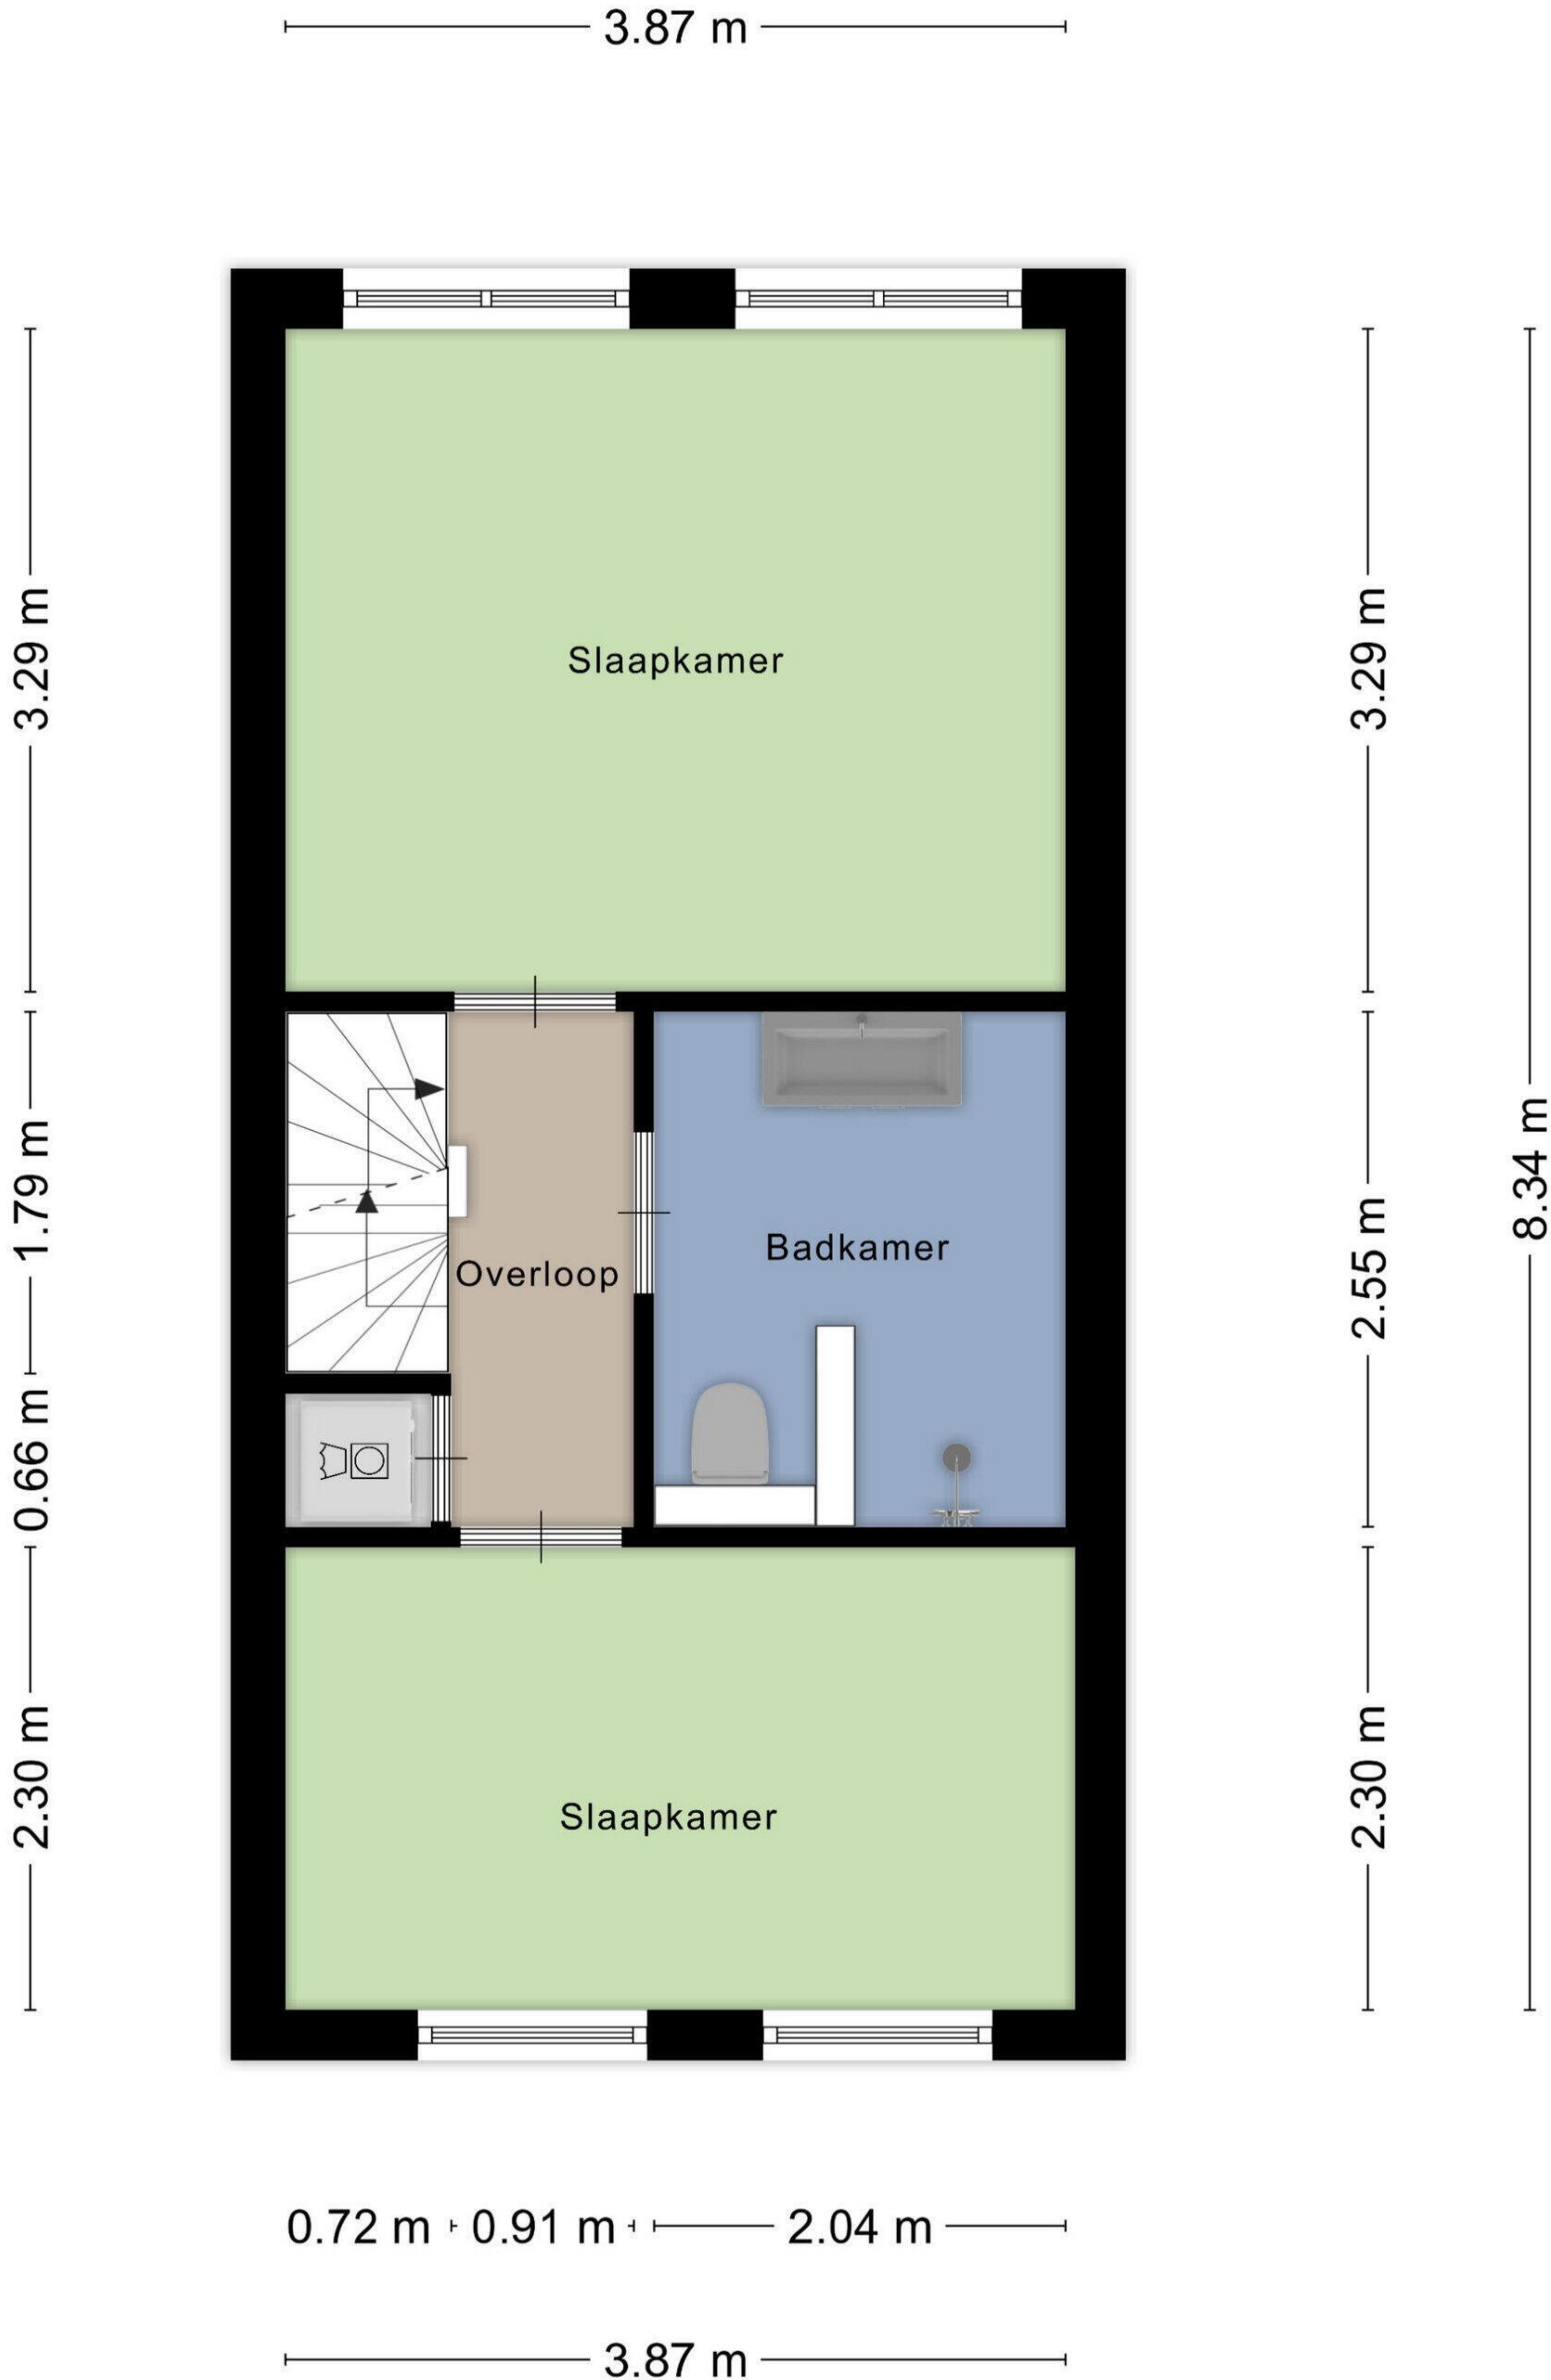 3.87 m
3.29 m
3.29 m
Slaapkamer
8.34 m
1.79 m
2.55 m
Badkamer
Overloop
0.66 m
2.30 m
2.30 m
Slaapkamer
0.72 m
0.91 m
2.04 m
3.87 m